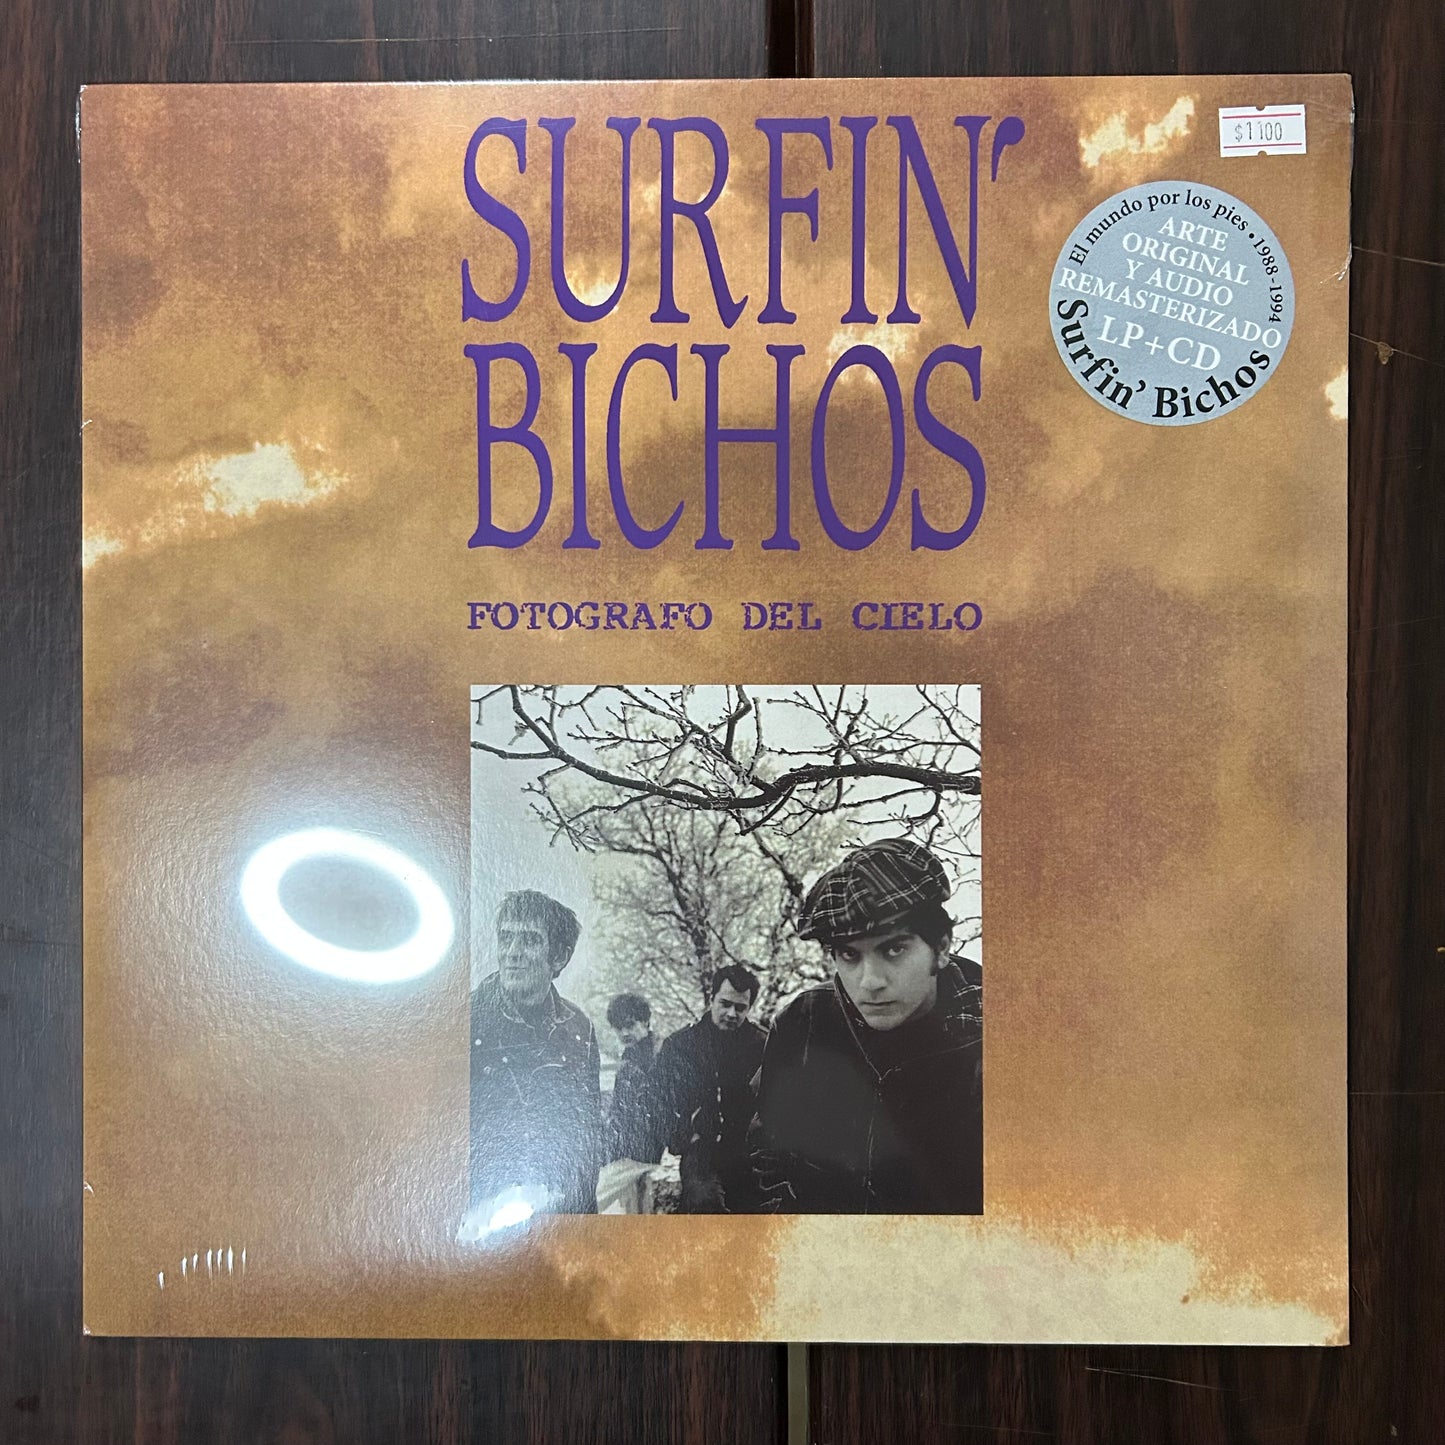 SURFIN'
BICHOS
FOTOGRAFO DEL CIELO
$1100
El mundo por los pies • 1988-1994
ARTE
ORIGINAL
Y AUDIO
REMASTERIZADO
LP+CD
Surfin' Bichos